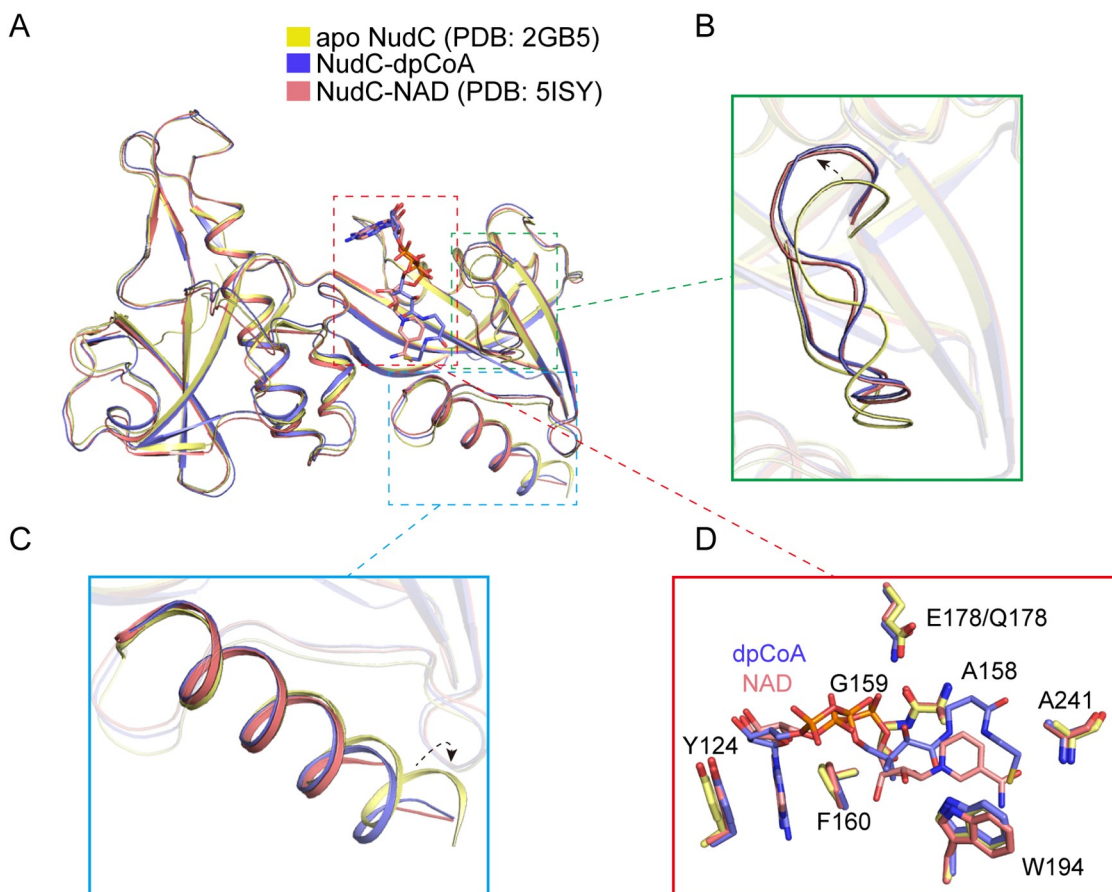 A
apo NudC (PDB: 2GB5)
NudC-dpCoA
NudC-NAD (PDB: 5ISY)
B
C
D
E178/Q178
dpCoA
NAD
G159
A158
A241
Y124
F160
W194